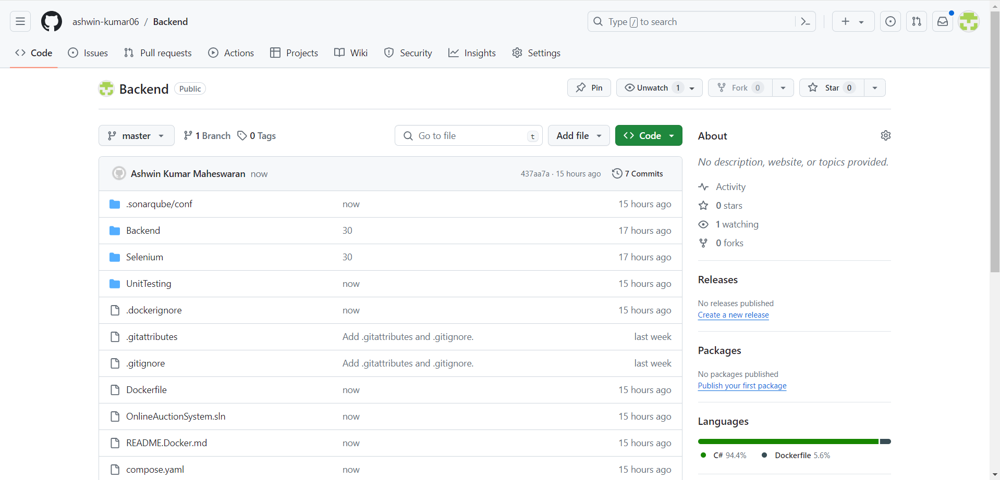 ashwin-kumar06 / Backend
Type / to search
Code Issues Pull requests Actions Projects Wiki Security Insights Settings
Backend Public
Pin Unwatch 1 Fork 0 Star 0
master 1 Branch 0 Tags
Go to file t Add file Code
Ashwin Kumar Maheswaran now 437aa7a · 15 hours ago 7 Commits
.sonarqube/conf now 15 hours ago
Backend 30 17 hours ago
Selenium 30 17 hours ago
UnitTesting now 15 hours ago
.dockerignore now 15 hours ago
.gitattributes Add .gitattributes and .gitignore. last week
.gitignore Add .gitattributes and .gitignore. last week
Dockerfile now 15 hours ago
OnlineAuctionSystem.sln now 15 hours ago
README.Docker.md now 15 hours ago
compose.yaml now 15 hours ago
About
No description, website, or topics provided.
Activity
0 stars
1 watching
0 forks
Releases
No releases published
Create a new release
Packages
No packages published
Publish your first package
Languages
C# 94.4% Dockerfile 5.6%